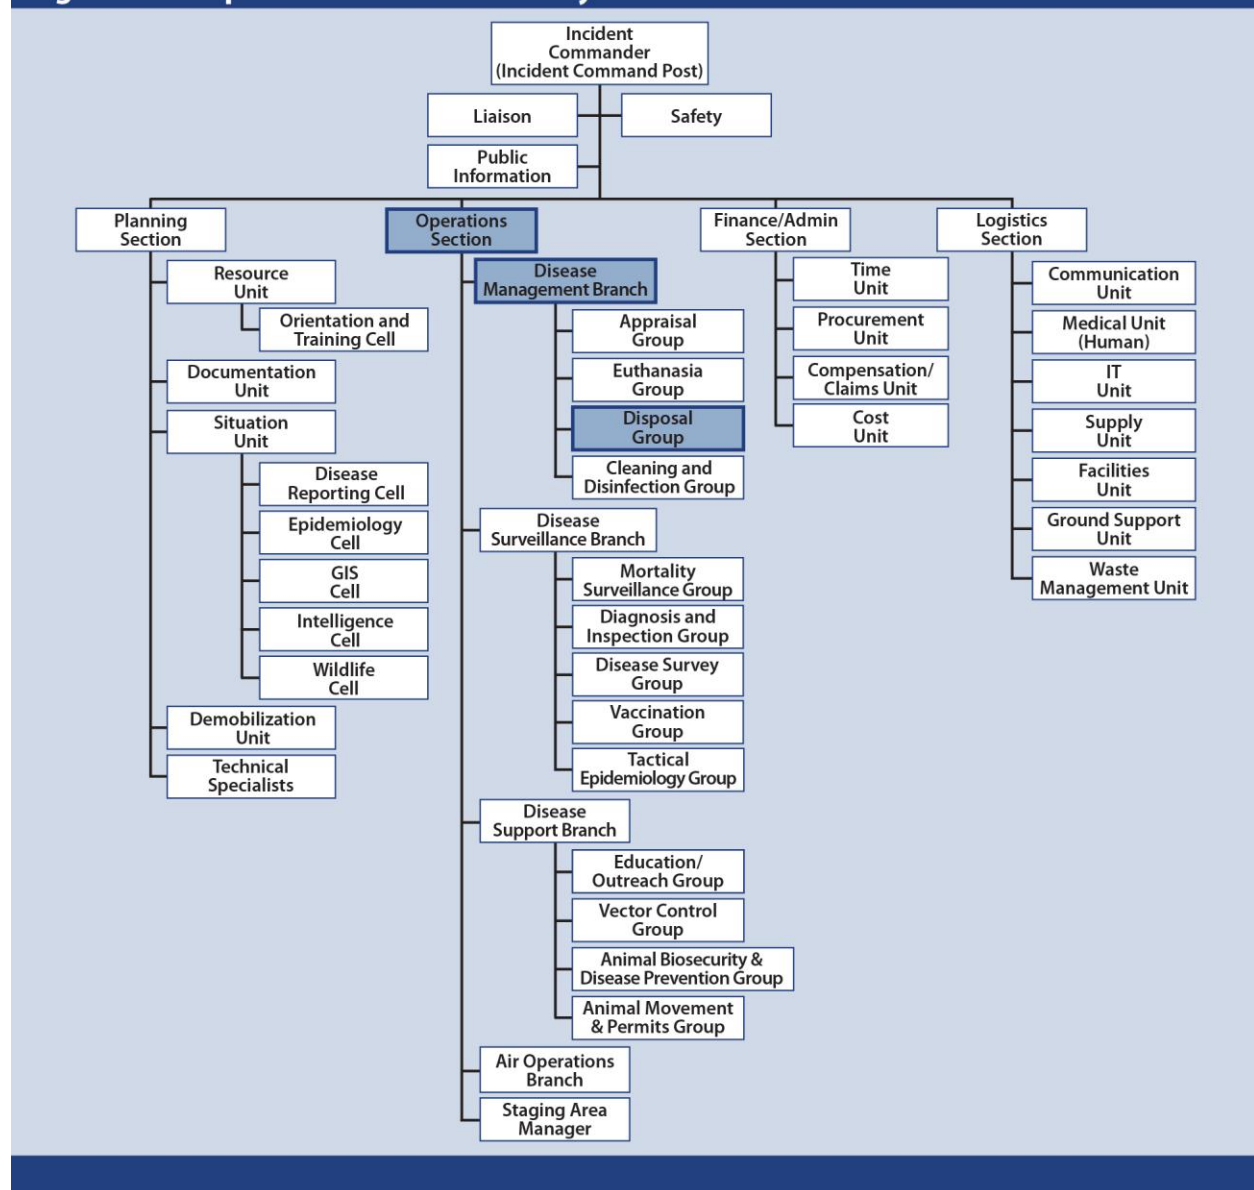 Incident
Commander
(Incident Command Post)
Liaison
Safety
Public
Information
Planning
Section
Operations
Section
Finance/Admin
Section
Logistics
Section
Resource
Unit
Orientation and
Training Cell
Documentation
Unit
Situation
Unit
Disease
Reporting Cell
Epidemiology
Cell
GIS
Cell
Intelligence
Cell
Wildlife
Cell
Demobilization
Unit
Technical
Specialists
Disease
Management Branch
Appraisal
Group
Euthanasia
Group
Disposal
Group
Cleaning and
Disinfection Group
Disease
Surveillance Branch
Mortality
Surveillance Group
Diagnosis and
Inspection Group
Disease Survey
Group
Vaccination
Group
Tactical
Epidemiology Group
Disease
Support Branch
Education/
Outreach Group
Vector Control
Group
Animal Biosecurity &
Disease Prevention Group
Animal Movement
& Permits Group
Air Operations
Branch
Staging Area
Manager
Time
Unit
Procurement
Unit
Compensation/
Claims Unit
Cost
Unit
Communication
Unit
Medical Unit
(Human)
IT
Unit
Supply
Unit
Facilities
Unit
Ground Support
Unit
Waste
Management Unit